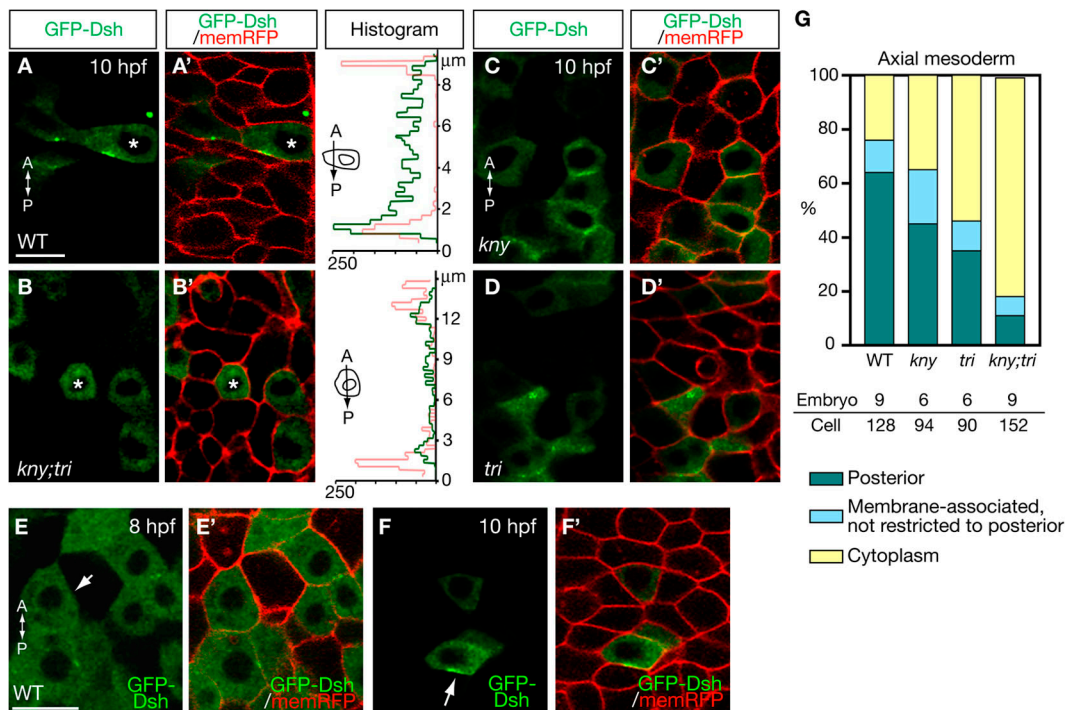 GFP-Dsh
GFP-Dsh
/memRFP
Histogram
GFP-Dsh
GFP-Dsh
/memRFP
A
10 hpf
*
A
P
WT
A'
*
A
P
μm
8
6
4
2
0
250
C
10 hpf
A
P
kny
C'
B
*
kny;tri
B'
*
A
P
μm
12
9
6
3
0
250
D
tri
D'
E
8 hpf
A
P
WT
GFP-
Dsh
E'
GFP-Dsh
/memRFP
F
10 hpf
GFP-
Dsh
F'
GFP-Dsh
/memRFP
G
Axial mesoderm
100
80
60
%
40
20
0
WT kny tri kny;tri
Embryo 9 6 6 9
Cell 128 94 90 152
Posterior
Membrane-associated,
not restricted to posterior
Cytoplasm